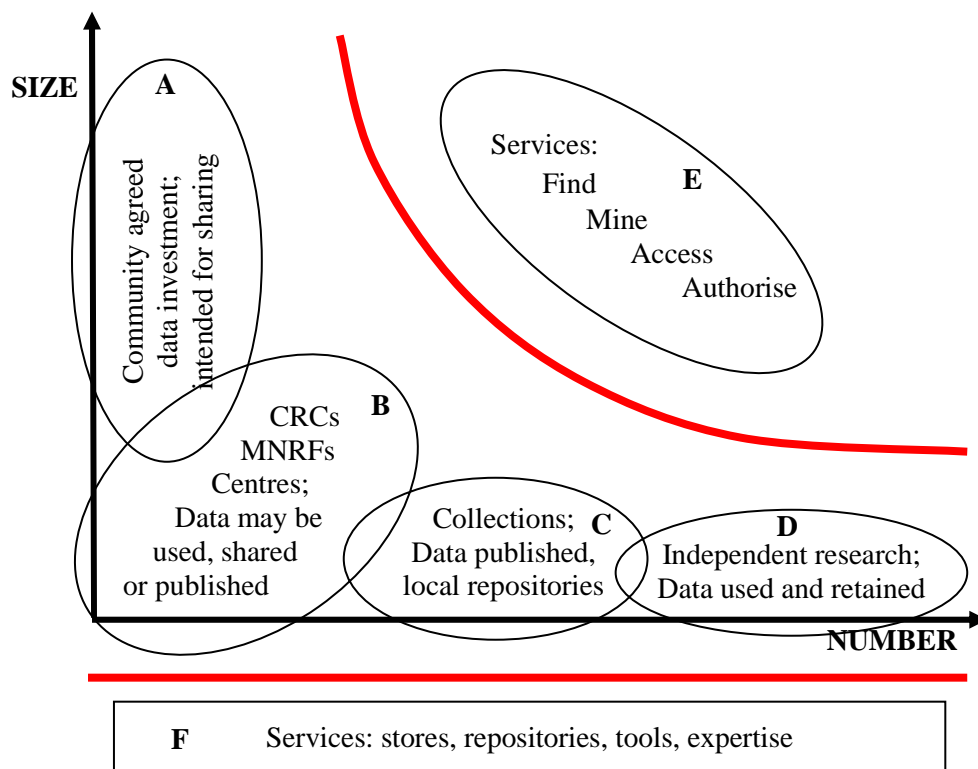 SIZE
A
Community agreed
data investment;
intended for sharing
Services:
Find
Mine
Access
Authorise
E
B
CRCs
MNRFs
Centres;
Data may be
used, shared
or published
Collections;
Data published,
local repositories
C
D
Independent research;
Data used and retained
NUMBER
F Services: stores, repositories, tools, expertise